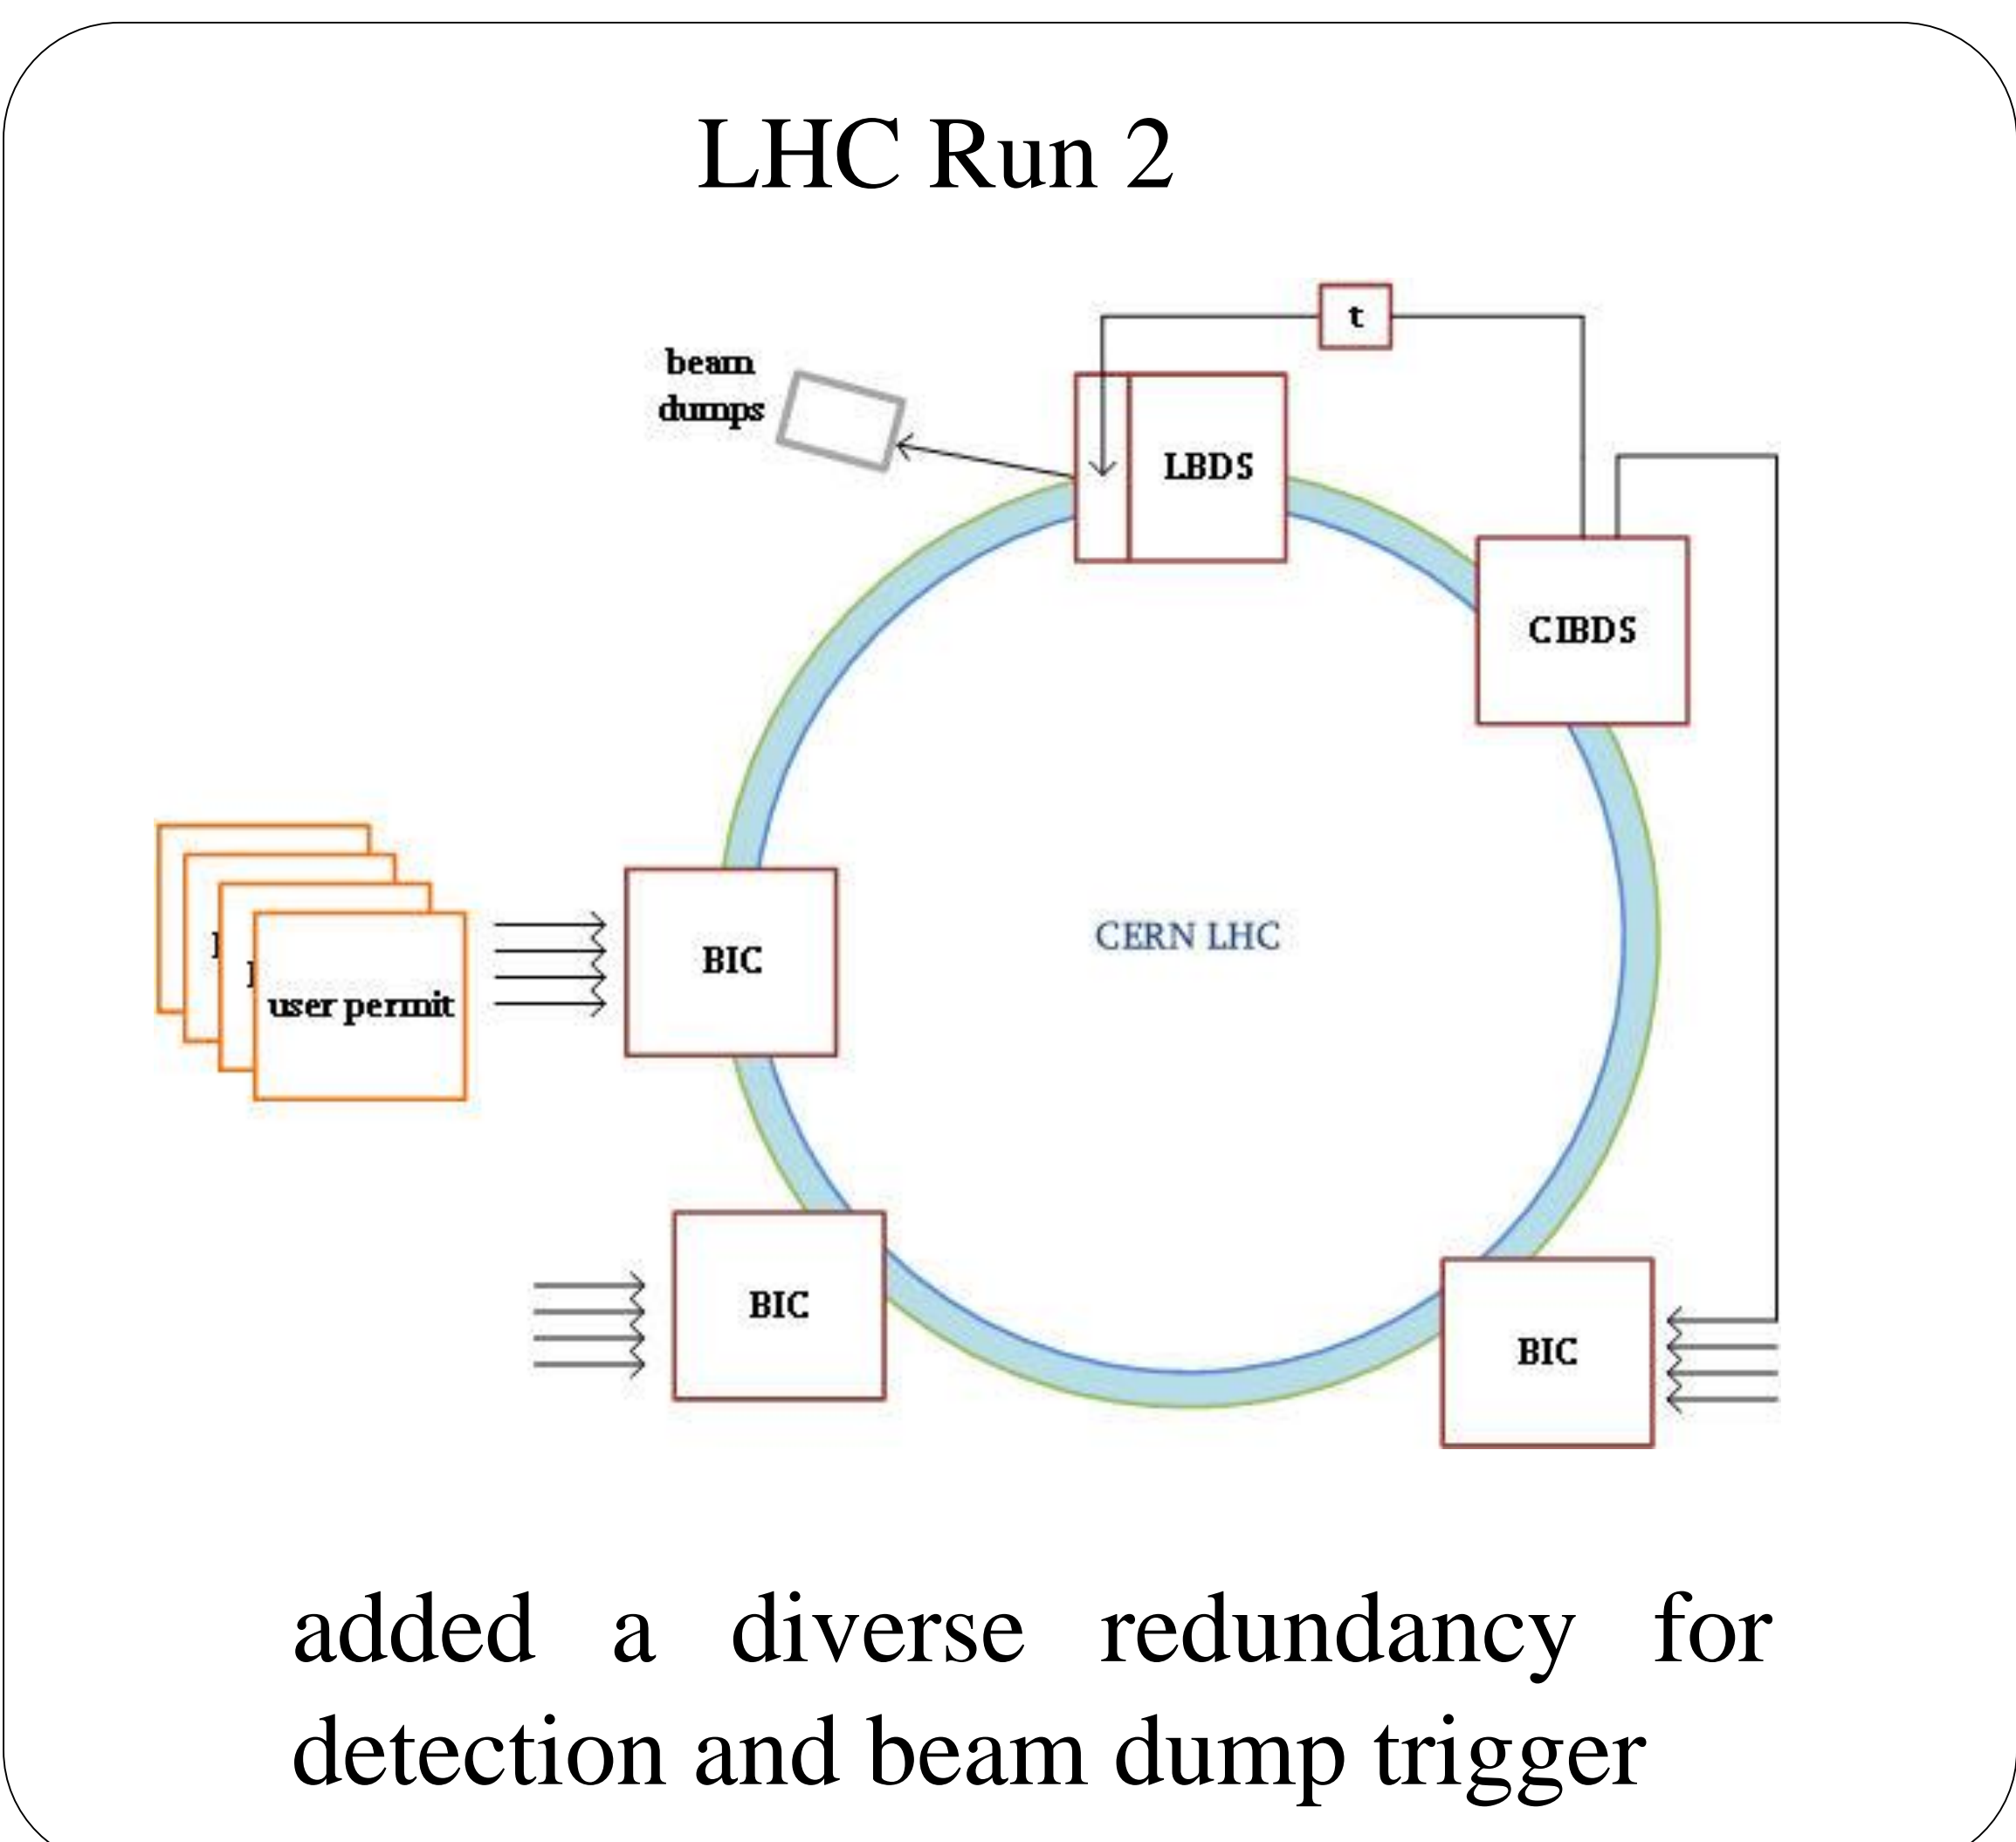 LHC Run 2
t
beam
dumps
LBDS
CIBDS
user permit
BIC
CERN LHC
BIC
BIC
added a diverse redundancy for
detection and beam dump trigger